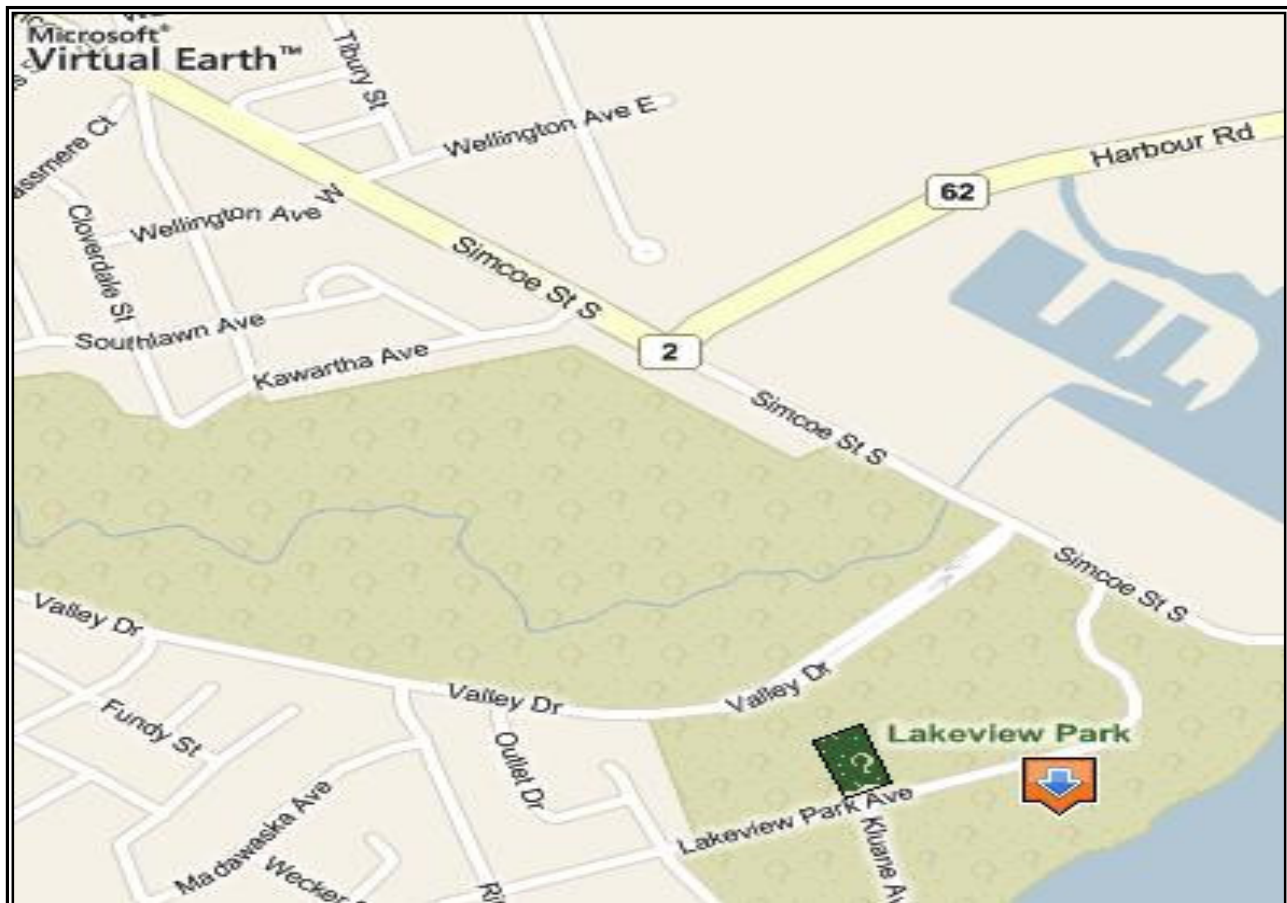 Microsoft®
Virtual Earth™
Tibury St
Wellington Ave E
Harbour Rd
62
Wellington Ave W
Cloverdale St
Simcoe St S
Southlawn Ave
2
Kawartha Ave
Simcoe St S
Simcoe St S
Valley Dr
Valley Dr
Valley Dr
Fundy St
Outlet Dr
Lakeview Park
Lakeview Park Ave
Madawaska Ave
Kluane
Wecker